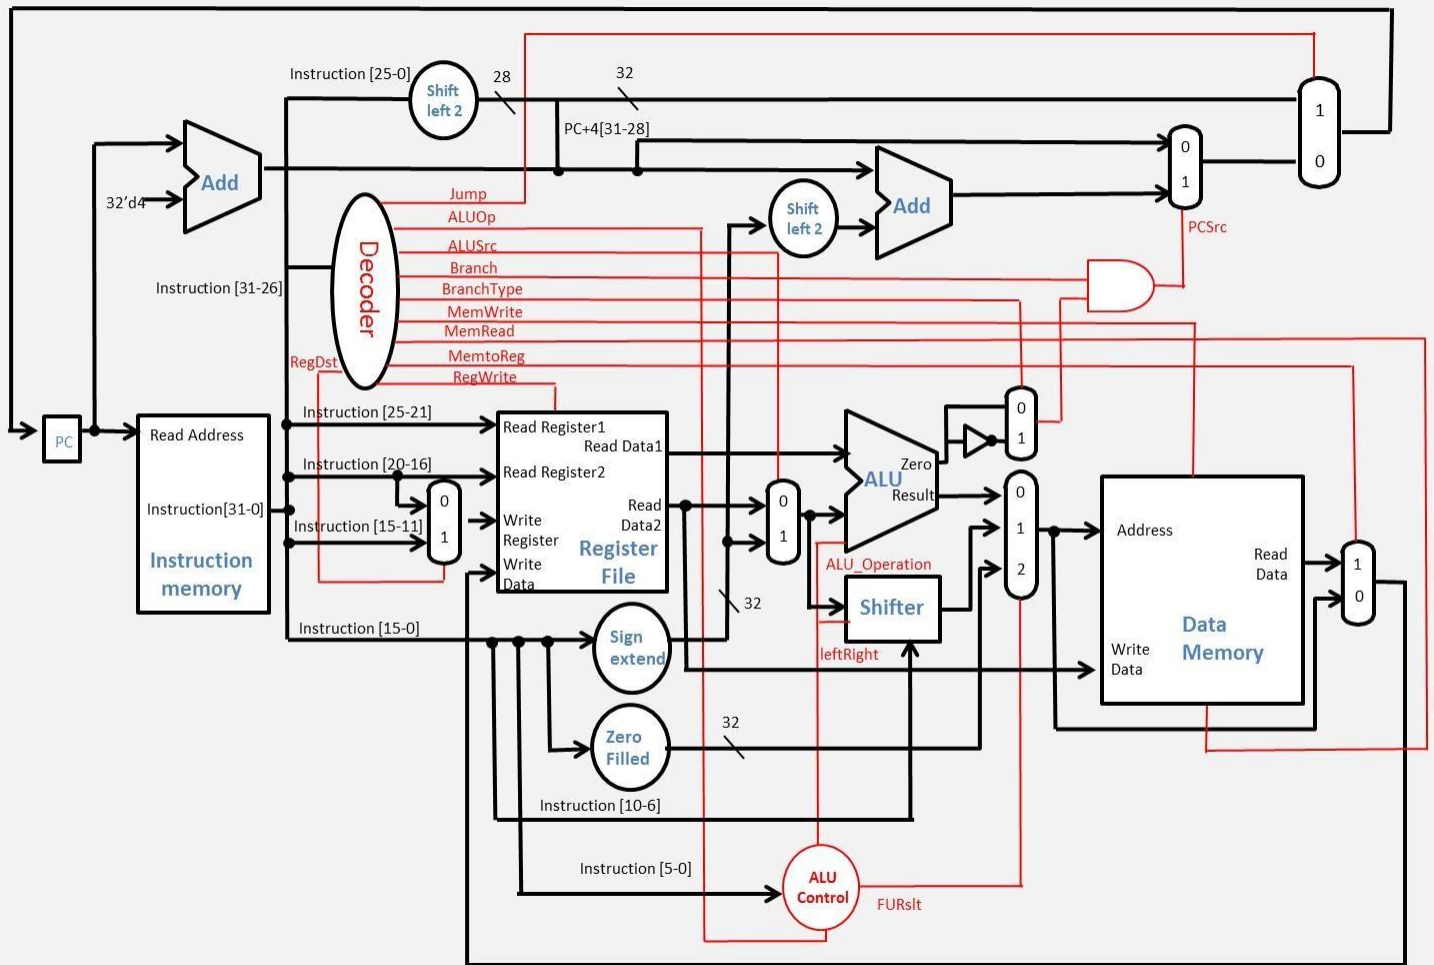 Instruction [25-0]
Shift
left 2
28
32
1
0
PC+4[31-28]
0
1
Add
32'd4
Jump
ALUOp
ALUSrc
Branch
BranchType
MemWrite
MemRead
MemtoReg
RegWrite
RegDst
Decoder
Shift
left 2
Add
PCSrc
Instruction [31-26]
PC
Read Address
Instruction[31-0]
Instruction
memory
Instruction [25-21]
Instruction [20-16]
Instruction [15-11]
0
1
Read Register1
Read Data1
Read Register2
Read
Data2
Write
Register
Write
Data
Register
File
0
1
ALU
Zero
Result
0
1
0
1
2
ALU_Operation
Shifter
leftRight
Address
Read
Data
Write
Data
Data
Memory
1
0
Instruction [15-0]
Sign
extend
32
Zero
Filled
32
Instruction [10-6]
Instruction [5-0]
ALU
Control
FURslt